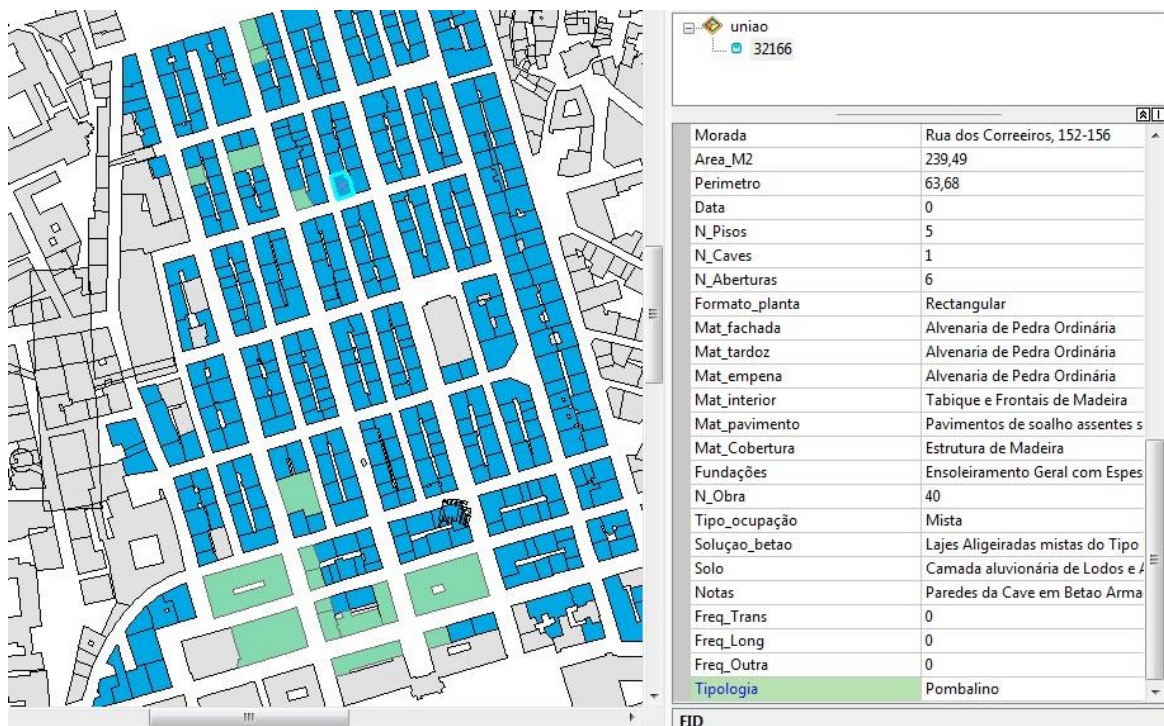 uniao
32166
Morada Rua dos Correeiros, 152-156
Area_M2 239,49
Perimetro 63,68
Data 0
N_Pisos 5
N_Caves 1
N_Aberturas 6
Formato_planta Rectangular
Mat_fachada Alvenaria de Pedra Ordinária
Mat_tardoz Alvenaria de Pedra Ordinária
Mat_empena Alvenaria de Pedra Ordinária
Mat_interior Tabique e Frontais de Madeira
Mat_pavimento Pavimentos de soalho assentes s
Mat_Cobertura Estrutura de Madeira
Fundações Ensoleiramento Geral com Espes
N_Obra 40
Tipo_ocupação Mista
Soluçao_betao Lajes Aligeiradas mistas do Tipo
Solo Camada aluvionária de Lodos e A
Notas Paredes da Cave em Betao Arma
Freq_Trans 0
Freq_Long 0
Freq_Outra 0
Tipologia Pombalino
FID